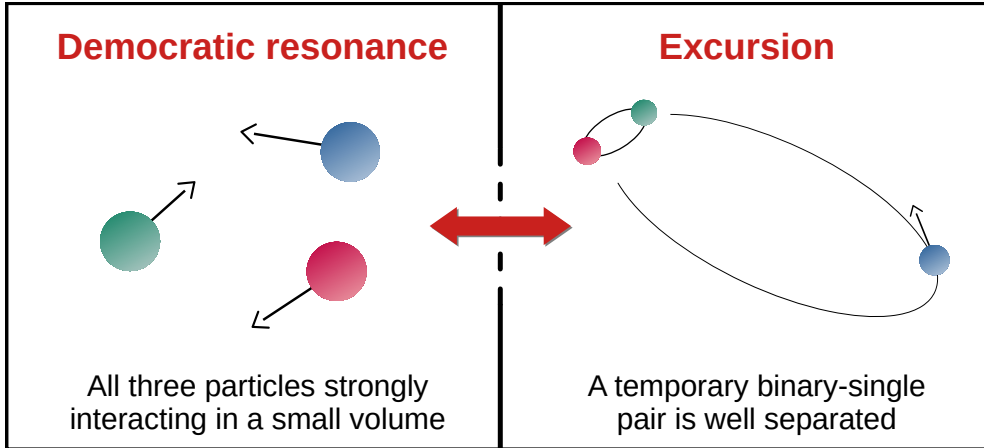 Democratic resonance
All three particles strongly
interacting in a small volume
Excursion
A temporary binary-single
pair is well separated